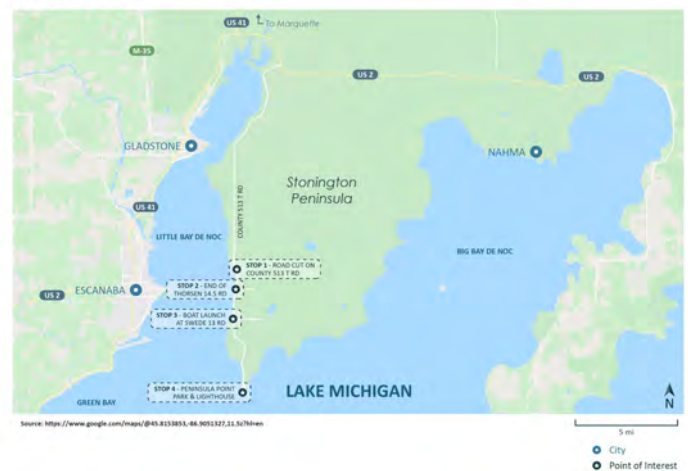 US 41
To Marquette
M-35
US 2
US 2
GLADSTONE
NAHMA
Stonington
Peninsula
COUNTY 513 T RD
US 41
LITTLE BAY DE NOC
BIG BAY DE NOC
STOP 1 - ROAD CUT ON
COUNTY 513 T RD
ESCANABA
STOP 2 - END OF
THORSEN 14.5 RD
US 2
STOP 3 - BOAT LAUNCH
AT SWEDE 13 RD
STOP 4 - PENINSULA POINT
PARK & LIGHTHOUSE
LAKE MICHIGAN
GREEN BAY
N
Source: https://www.google.com/maps/@45.8153853,-86.9051327,11.5z?hl=en
5 mi
City
Point of Interest